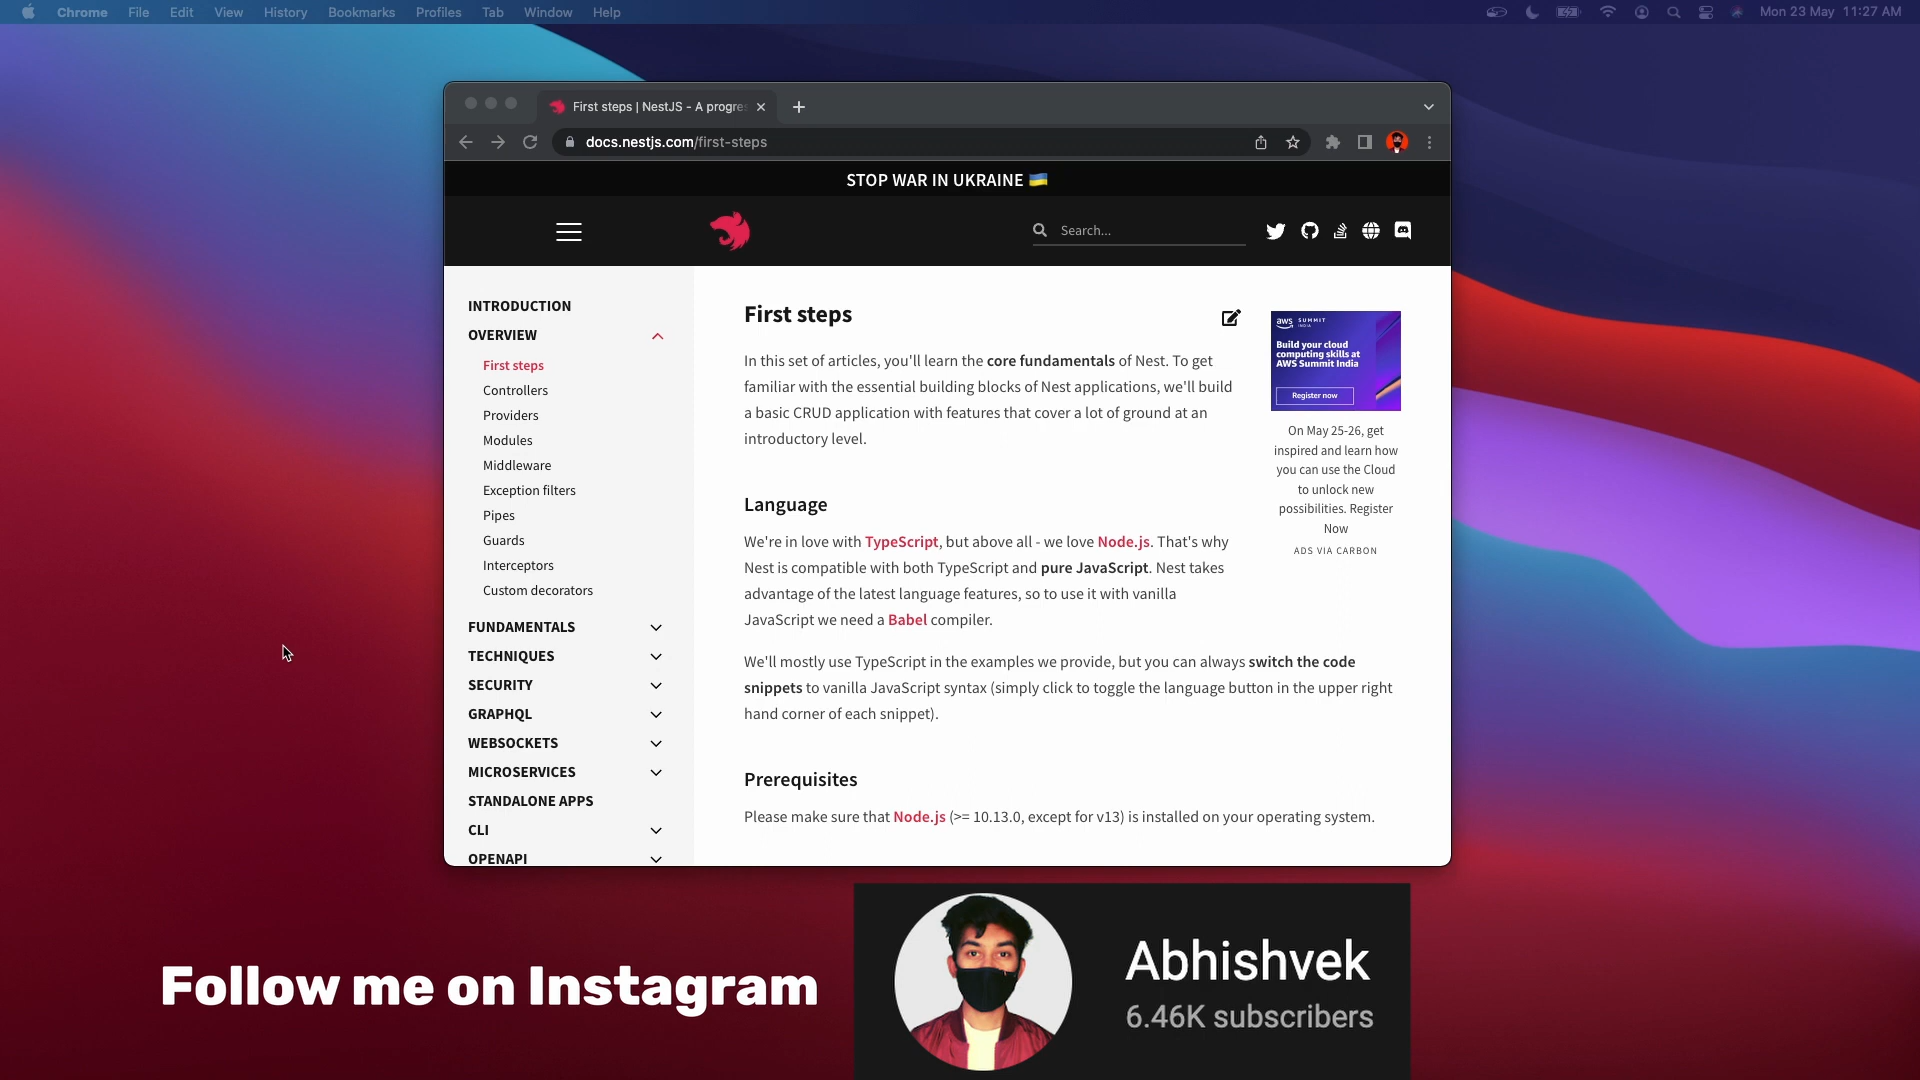 Chrome File Edit View History Bookmarks Profiles Tab Window Help
Mon 23 May 11:27 AM
First steps | NestJS - A progre
docs.nestjs.com/first-steps
STOP WAR IN UKRAINE 🇺🇦
Search...
INTRODUCTION
OVERVIEW
First steps
Controllers
Providers
Modules
Middleware
Exception filters
Pipes
Guards
Interceptors
Custom decorators
FUNDAMENTALS
TECHNIQUES
SECURITY
GRAPHQL
WEBSOCKETS
MICROSERVICES
STANDALONE APPS
CLI
OPENAPI
First steps
In this set of articles, you'll learn the core fundamentals of Nest. To get
familiar with the essential building blocks of Nest applications, we'll build
a basic CRUD application with features that cover a lot of ground at an
introductory level.
Language
We're in love with TypeScript, but above all - we love Node.js. That's why
Nest is compatible with both TypeScript and pure JavaScript. Nest takes
advantage of the latest language features, so to use it with vanilla
JavaScript we need a Babel compiler.
We'll mostly use TypeScript in the examples we provide, but you can always switch the code
snippets to vanilla JavaScript syntax (simply click to toggle the language button in the upper right
hand corner of each snippet).
Prerequisites
Please make sure that Node.js (>= 10.13.0, except for v13) is installed on your operating system.
aws SUMMIT
INDIA
Build your cloud
computing skills at
AWS Summit India
Register now
On May 25-26, get
inspired and learn how
you can use the Cloud
to unlock new
possibilities. Register
Now
ADS VIA CARBON
Follow me on Instagram
Abhishvek
6.46K subscribers